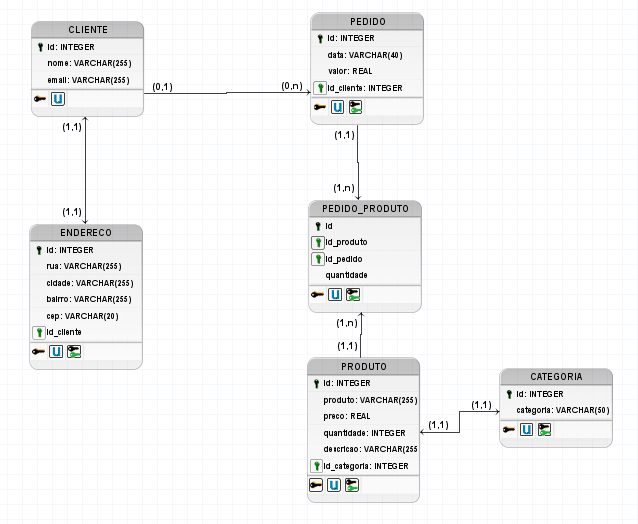 CLIENTE
id: INTEGER
nome: VARCHAR(255)
email: VARCHAR(255)
U
(0,1)
(0,n)
PEDIDO
id: INTEGER
data: VARCHAR(40)
valor: REAL
id_cliente: INTEGER
U
(1,1)
(1,1)
(1,1)
(1,n)
ENDERECO
id: INTEGER
rua: VARCHAR(255)
cidade: VARCHAR(255)
bairro: VARCHAR(255)
cep: VARCHAR(20)
id_cliente
U
PEDIDO_PRODUTO
id
id_produto
id_pedido
quantidade
U
(1,n)
(1,1)
PRODUTO
id: INTEGER
produto: VARCHAR(255)
preco: REAL
quantidade: INTEGER
descricao: VARCHAR(255
id_categoria: INTEGER
U
(1,1)
(1,1)
CATEGORIA
id: INTEGER
categoria: VARCHAR(50)
U